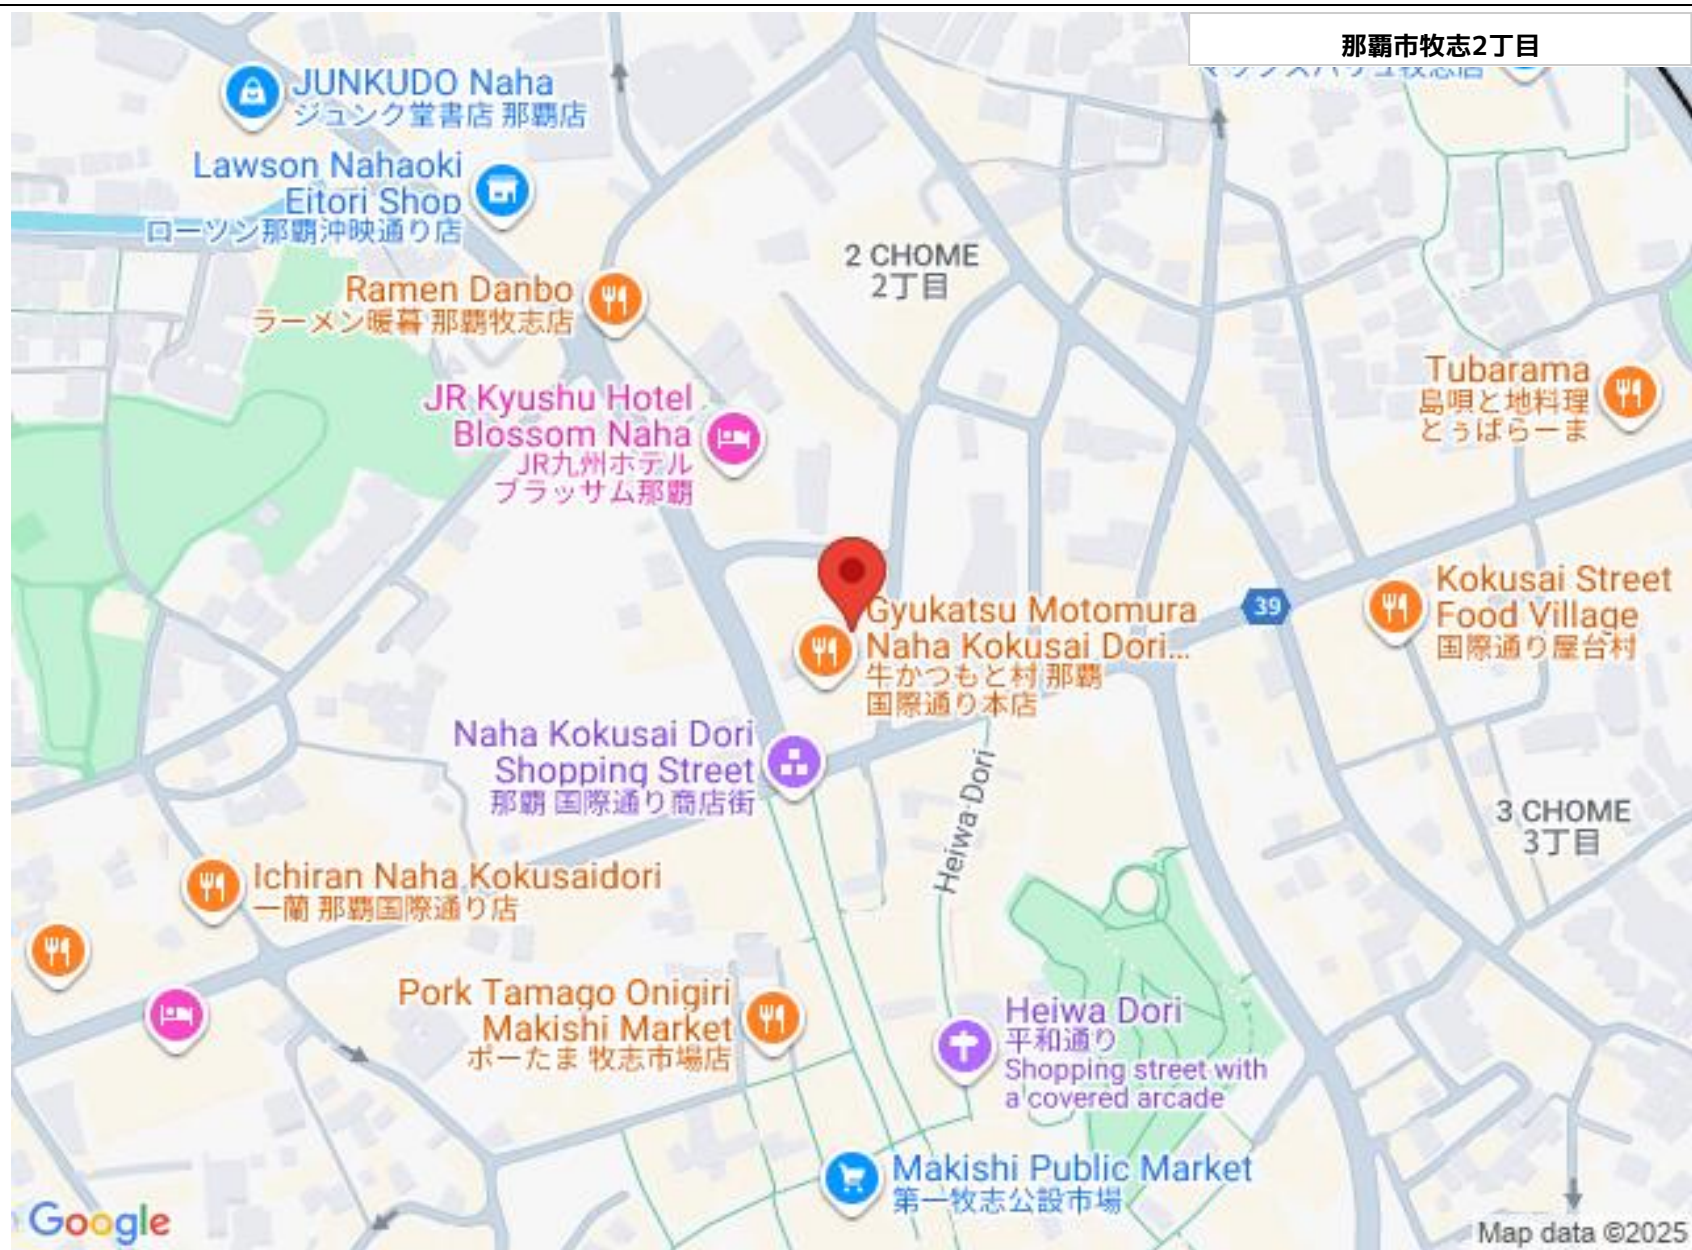 那覇市牧志2丁目
マックスバリュ牧志店
JUNKUDO Naha
ジュンク堂書店 那覇店
Lawson Nahaoki
Eitori Shop
ローソン那覇沖映通り店
2 CHOME
2丁目
Ramen Danbo
ラーメン暖暮 那覇牧志店
Tubarama
島唄と地料理
とぅばらーま
JR Kyushu Hotel
Blossom Naha
JR九州ホテル
ブラッサム那覇
39
Kokusai Street
Food Village
国際通り屋台村
Gyukatsu Motomura
Naha Kokusai Dori...
牛かつもと村 那覇
国際通り本店
Naha Kokusai Dori
Shopping Street
那覇 国際通り商店街
Heiwa Dori
3 CHOME
3丁目
Ichiran Naha Kokusaidori
一蘭 那覇国際通り店
Pork Tamago Onigiri
Makishi Market
ポーたま 牧志市場店
Heiwa Dori
平和通り
Shopping street with
a covered arcade
Makishi Public Market
第一牧志公設市場
Google
Map data ©2025